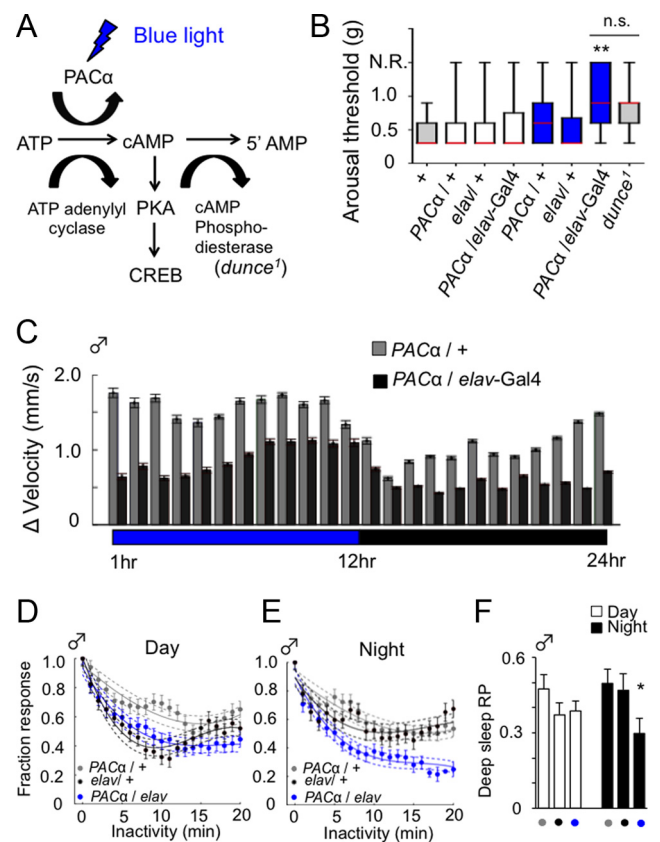 A
Blue light
PACα
ATP
cAMP
5' AMP
ATP adenylyl
cyclase
PKA
cAMP
Phospho-
diesterase
(dunce¹)
CREB
B
n.s.
**
Arousal threshold (g)
N.R.
1.0
0.5
+
PACα / +
elav/ +
PACα / elav-Gal4
PACα / +
elav/ +
PACα / elav-Gal4
dunce¹
C
♂
PACα / +
PACα / elav-Gal4
Δ Velocity (mm/s)
2.0
1.0
0
1hr
12hr
24hr
D
♂
Day
Fraction response
1.0
0.8
0.6
0.4
0.2
PACα / +
elav/ +
PACα / elav
0
5
10
15
20
Inactivity (min)
E
♂
Night
1.0
0.8
0.6
0.4
0.2
PACα / +
elav/ +
PACα / elav
0
5
10
15
20
Inactivity (min)
F
Day
Night
♂
Deep sleep RP
0.6
0.3
0
*